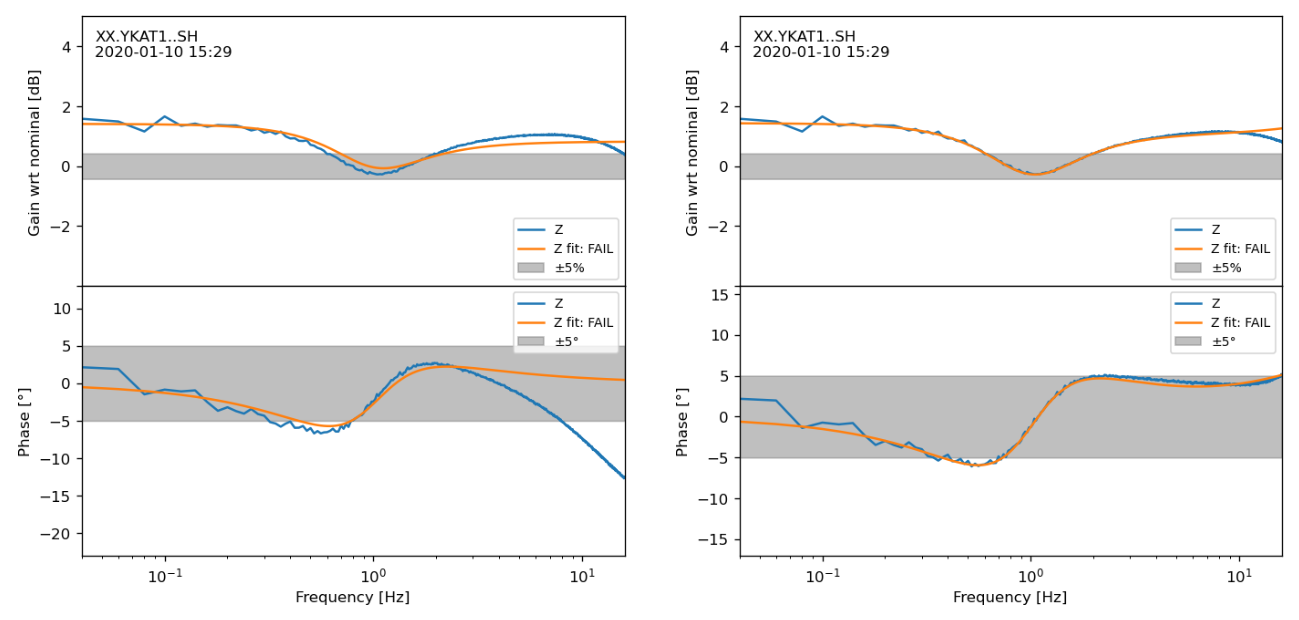 XX.YKAT1..SH
2020-01-10 15:29
Gain wrt nominal [dB]
4
2
0
−2
Z
Z fit: FAIL
±5%
Phase [°]
10
5
0
−5
−10
−15
−20
Z
Z fit: FAIL
±5°
10⁻¹
10⁰
10¹
Frequency [Hz]
XX.YKAT1..SH
2020-01-10 15:29
Gain wrt nominal [dB]
4
2
0
−2
Z
Z fit: FAIL
±5%
Phase [°]
15
10
5
0
−5
−10
−15
Z
Z fit: FAIL
±5°
10⁻¹
10⁰
10¹
Frequency [Hz]